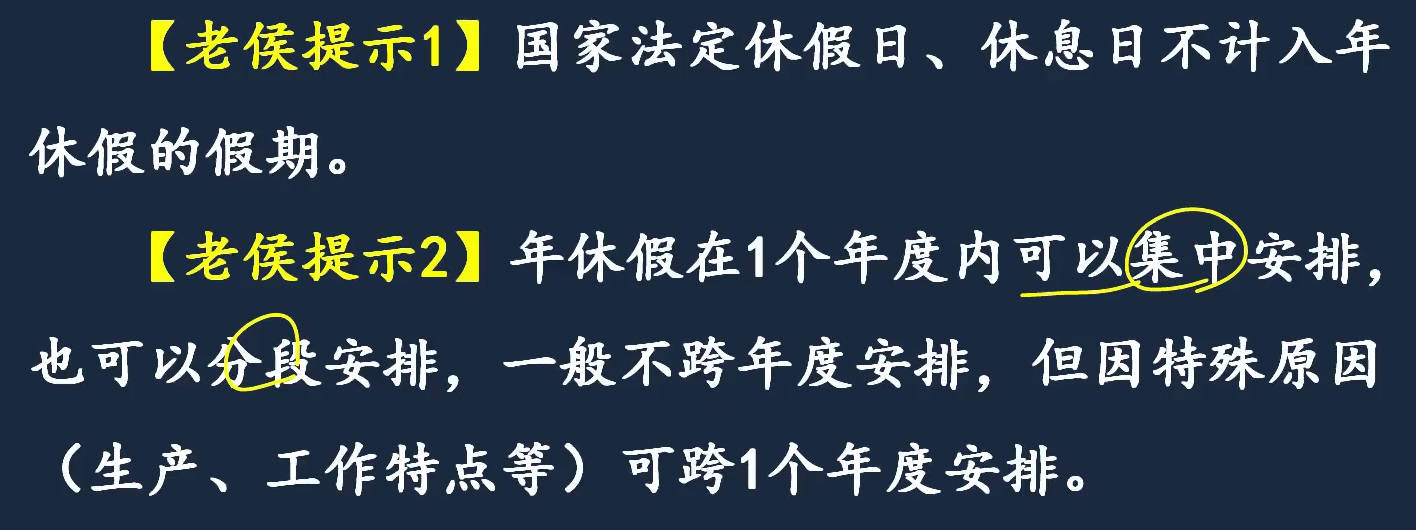 【老侯提示1】国家法定休假日、休息日不计入年
休假的假期。
【老侯提示2】年休假在1个年度内可以集中安排，
也可以分段安排，一般不跨年度安排，但因特殊原因
（生产、工作特点等）可跨1个年度安排。